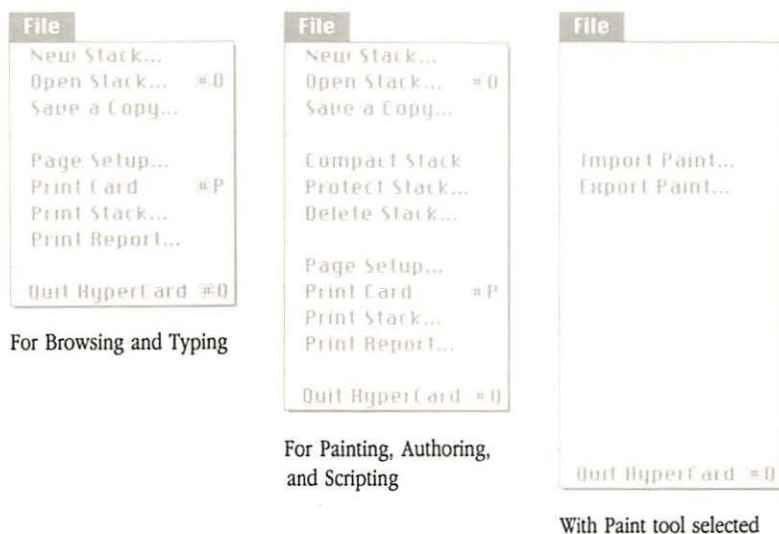 File
New Stack...
Open Stack... ⌘O
Save a Copy...
Page Setup...
Print Card ⌘P
Print Stack...
Print Report...
Quit HyperCard ⌘Q
For Browsing and Typing
File
New Stack...
Open Stack... ⌘O
Save a Copy...
Compact Stack
Protect Stack...
Delete Stack...
Page Setup...
Print Card ⌘P
Print Stack...
Print Report...
Quit HyperCard ⌘Q
For Painting, Authoring,
and Scripting
File
Import Paint...
Export Paint...
Quit HyperCard ⌘Q
With Paint tool selected